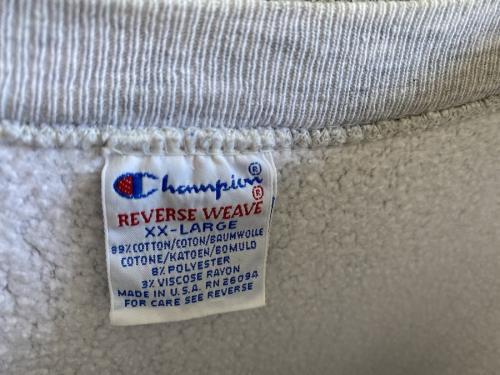 Champion®
REVERSE WEAVE®
XX-LARGE
89% COTTON/COTON/BAUMWOLLE
COTONE/KATOEN/BOMULD
8% POLYESTER
3% VISCOSE RAYON
MADE IN U.S.A. RN 26094
FOR CARE SEE REVERSE